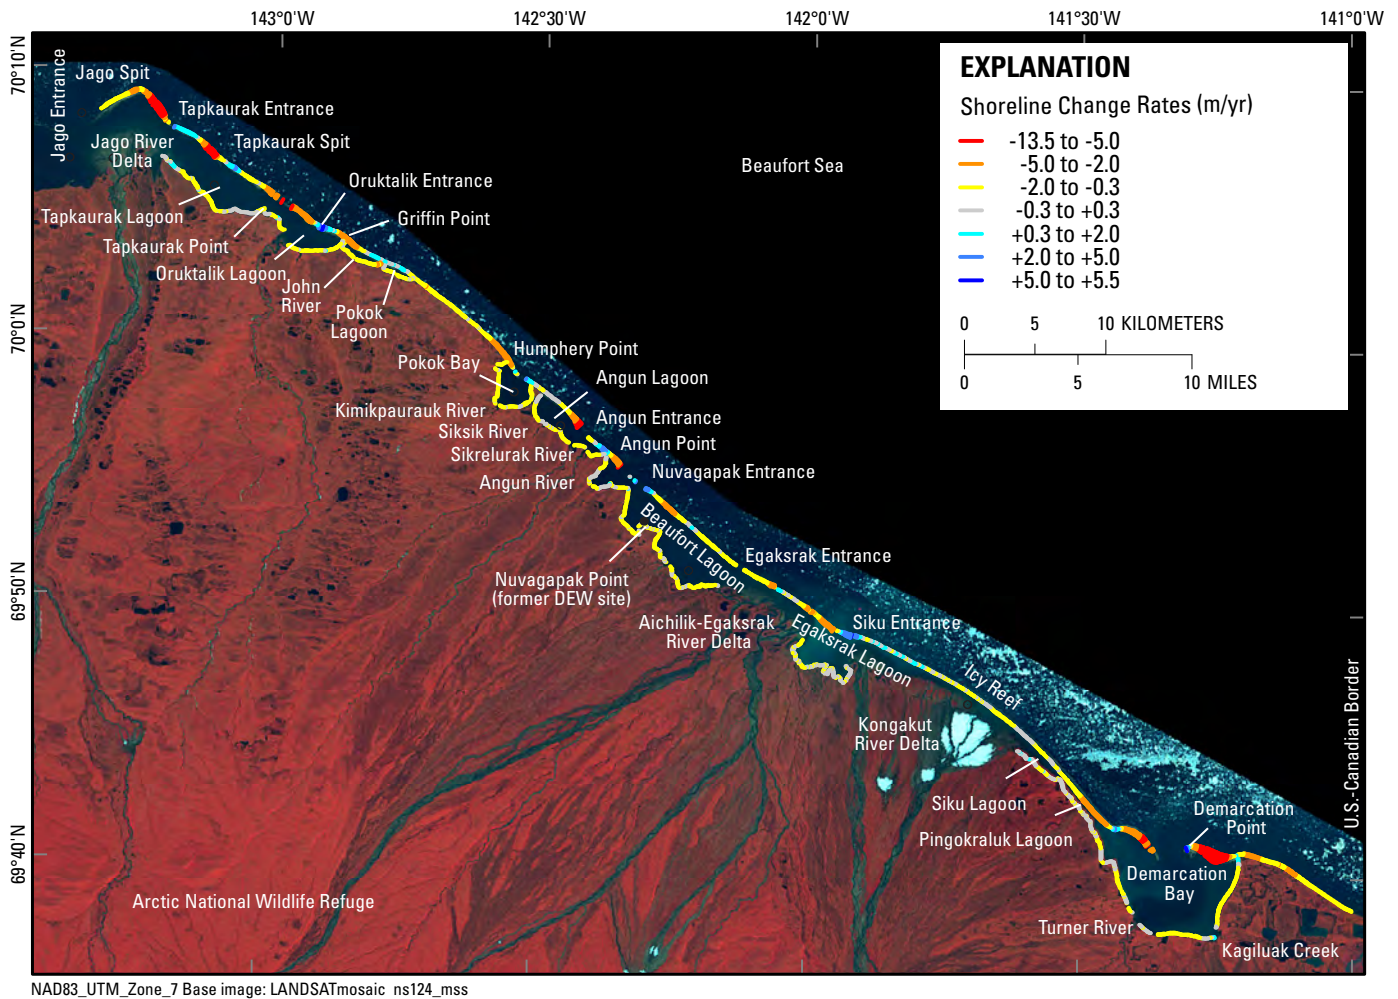 143°0'W
142°30'W
142°0'W
141°30'W
141°0'W
70°10'N
70°0'N
69°50'N
69°40'N
Jago Entrance
Jago Spit
Tapkaurak Entrance
Jago River
Delta
Tapkaurak Spit
Oruktalik Entrance
Griffin Point
Tapkaurak Lagoon
Tapkaurak Point
Oruktalik Lagoon
John
River
Pokok
Lagoon
Beaufort Sea
EXPLANATION
Shoreline Change Rates (m/yr)
-13.5 to -5.0
-5.0 to -2.0
-2.0 to -0.3
-0.3 to +0.3
+0.3 to +2.0
+2.0 to +5.0
+5.0 to +5.5
0 5 10 KILOMETERS
0 5 10 MILES
Humphery Point
Pokok Bay
Angun Lagoon
Kimikpaurauk River
Angun Entrance
Siksik River
Angun Point
Sikrelurak River
Nuvagapak Entrance
Angun River
Beaufort Lagoon
Egaksrak Entrance
Nuvagapak Point
(former DEW site)
Aichilik-Egaksrak
River Delta
Siku Entrance
Egaksrak Lagoon
Icy Reef
Kongakut
River Delta
Siku Lagoon
Pingokraluk Lagoon
Demarcation
Point
U.S.-Canadian Border
Demarcation
Bay
Arctic National Wildlife Refuge
Turner River
Kagiluak Creek
NAD83_UTM_Zone_7 Base image: LANDSATmosaic ns124_mss